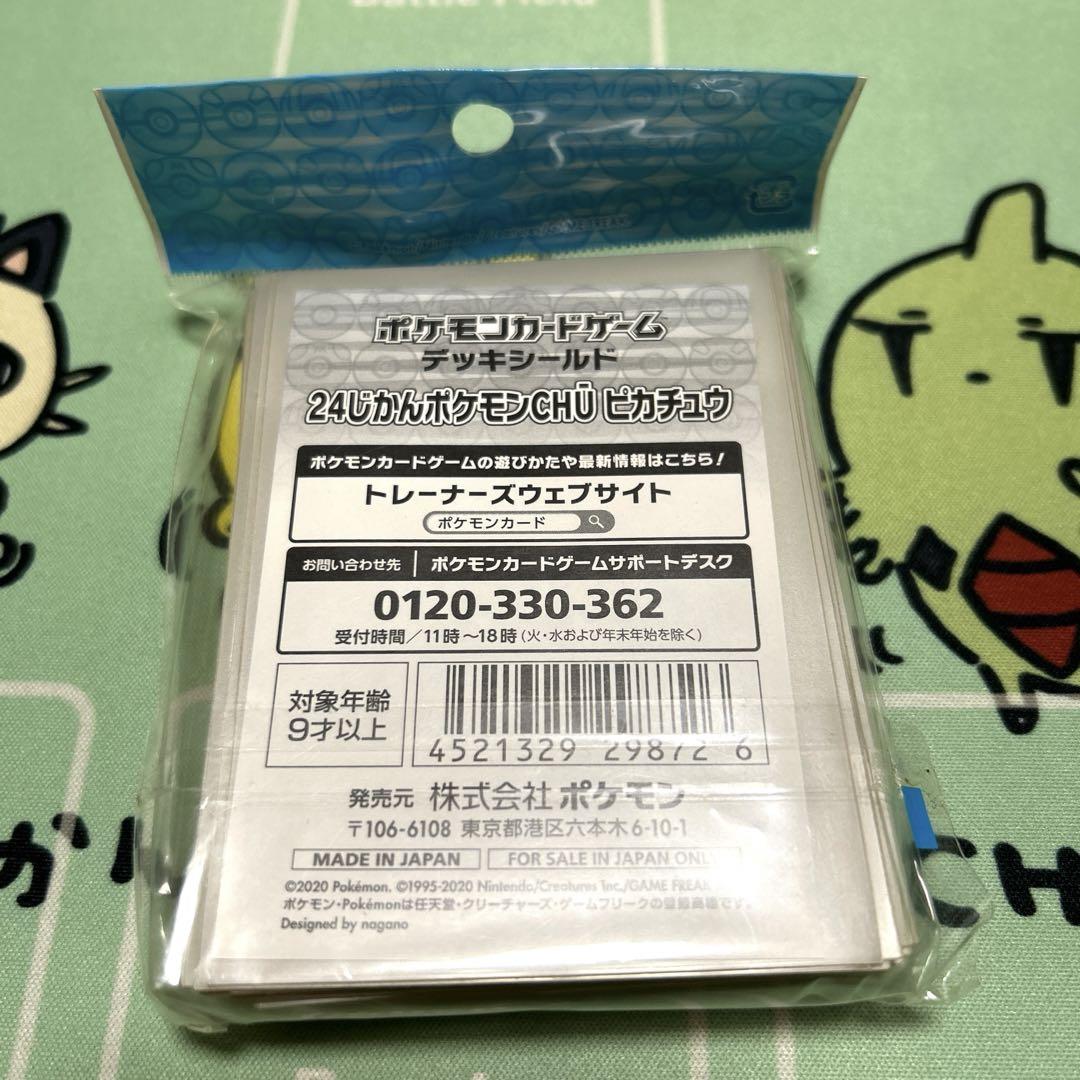 Battle Field
ポケモンカードゲーム
デッキシールド
24じかんポケモンCHŪ ピカチュウ
ポケモンカードゲームの遊びかたや最新情報はこちら!
トレーナーズウェブサイト
ポケモンカード
お問い合わせ先 ポケモンカードゲームサポートデスク
0120-330-362
受付時間/11時~18時(火・水および年末年始を除く)
対象年齢
9才以上
4521329 29872 6
発売元 株式会社 ポケモン
〒106-6108 東京都港区六本木6-10-1
MADE IN JAPAN
FOR SALE IN JAPAN ONLY
©2020 Pokémon. ©1995-2020 Nintendo/Creatures Inc./GAME FREAK
ポケモン・Pokémonは任天堂・クリーチャーズ・ゲームフリークの登録商標です。
Designed by nagano
か
CH